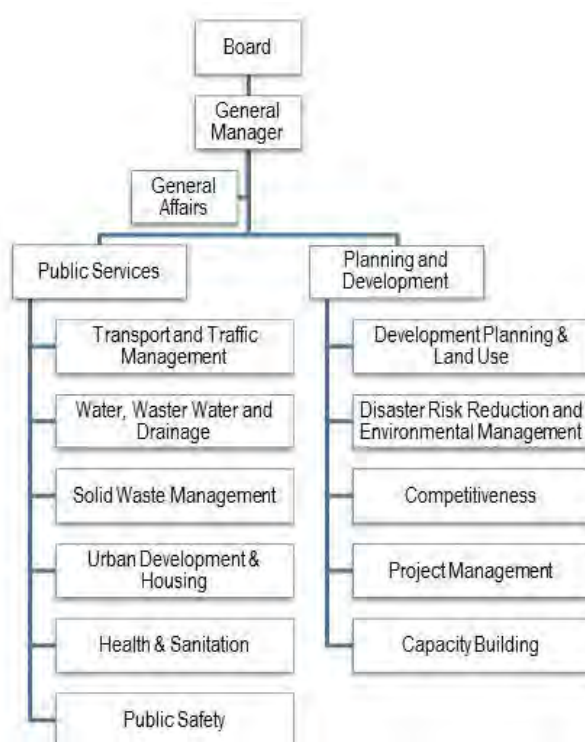 Board
General
Manager
General
Affairs
Public Services
Planning and
Development
Transport and Traffic
Management
Water, Waster Water and
Drainage
Solid Waste Management
Urban Development &
Housing
Health & Sanitation
Public Safety
Development Planning &
Land Use
Disaster Risk Reduction and
Environmental Management
Competitiveness
Project Management
Capacity Building